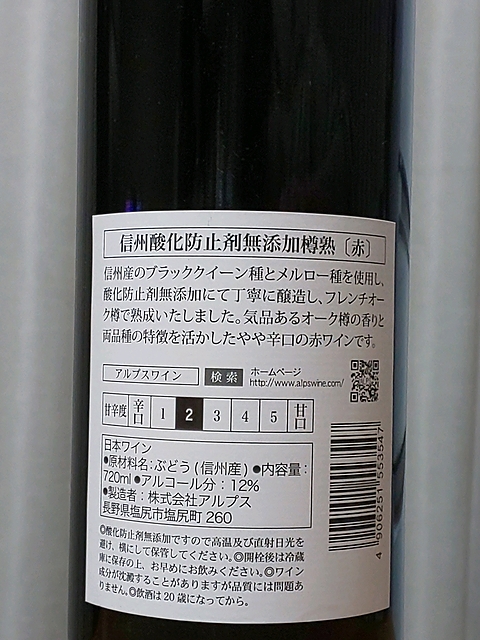 信州酸化防止剤無添加樽熟〔赤〕
信州産のブラッククイーン種とメルロー種を使用し、
酸化防止剤無添加にて丁寧に醸造し、フレンチオー
ク樽で熟成いたしました。気品あるオーク樽の香りと
両品種の特徴を活かしたやや辛口の赤ワインです。
アルプスワイン 検索 ホームページ
http://www.alpswine.com/
甘辛度 辛口 1 2 3 4 5 甘口
日本ワイン
●原材料名:ぶどう(信州産)●内容量:
720ml●アルコール分:12%
●製造者:株式会社アルプス
長野県塩尻市塩尻町260
◎酸化防止剤無添加ですので高温及び直射日光を
避け、横にして保管してください。◎開栓後は冷蔵
庫に保存の上、お早めにお飲みください。◎ワイン
成分が沈澱することがありますが品質には問題あ
りません。◎飲酒は20歳になってから。
4906251553547